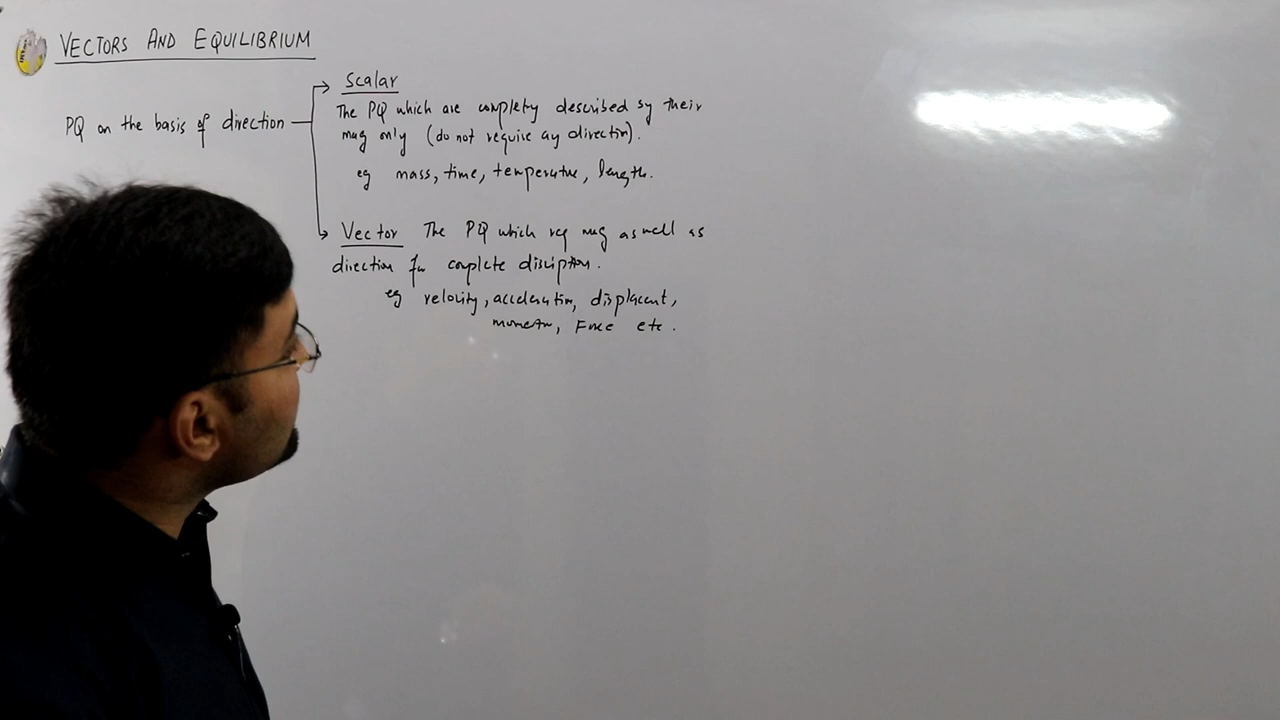 VECTORS AND EQUILIBRIUM
PQ on the basis of direction
Scalar
The PQ which are completly described by their
mag only (do not require any direction).
eg mass, time, temperature, length.
Vector The PQ which req mag as well as
direction for complete discription.
eg velocity, acceleration, displacent,
momentum, Force etc.